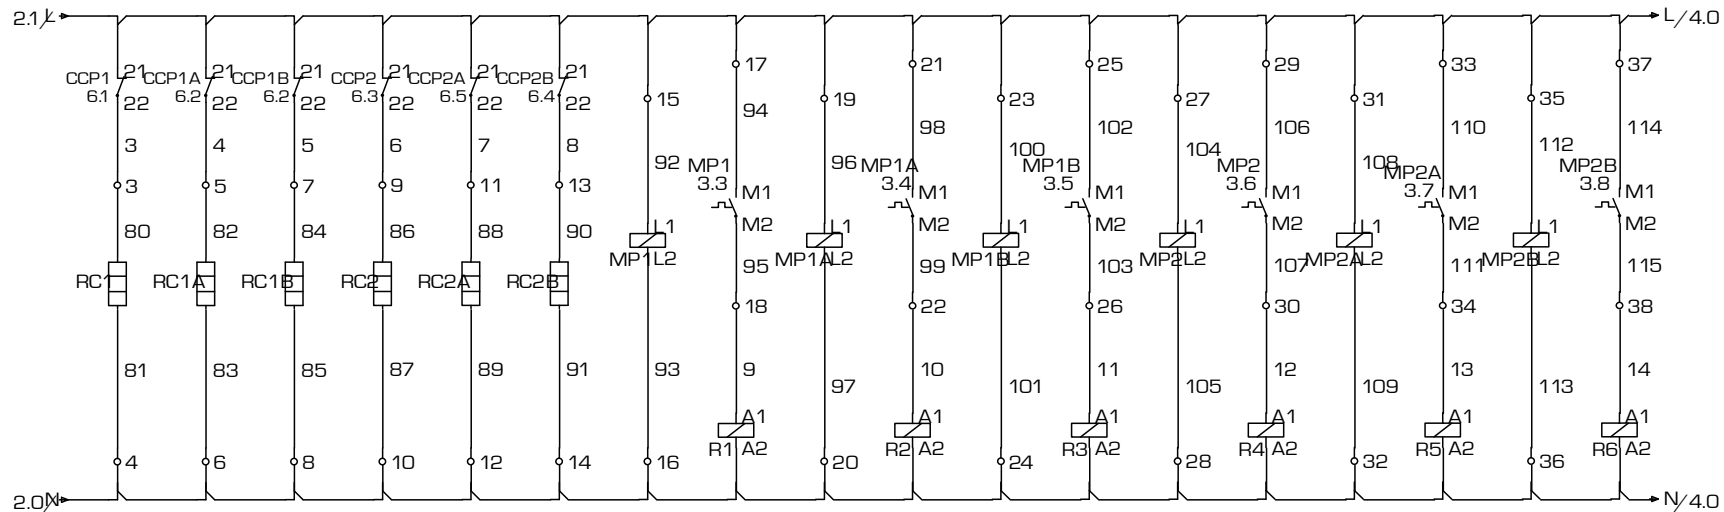 2.1/L L/4.0
17 21 25 29 33 37
CCP1 21 CCP1A 21 CCP1B 21 CCP2 21 CCP2A 21 CCP2B 21
6.1 22 6.2 22 6.2 22 6.3 22 6.5 22 6.4 22
15 19 23 27 31 35
94 98 102 106 110 114
3 4 5 6 7 8 100 104 112
92 MP1 96 MP1A MP1B MP2 108 MP2A MP2B
3.3 3.4 3.5 3.6 3.7 3.8
3 5 7 9 11 13 M1 M1 M1 M1 M1 M1
80 82 84 86 88 90 L1 M2 L1 M2 L1 M2 L1 M2 L1 M2 L1 M2
MP1 L2 95 MP1A L2 99 MP1B L2 103 MP2 L2 107 MP2A L2 111 MP2B L2 115
RC1 RC1A RC1B RC2 RC2A RC2B
18 22 26 30 34 38
81 83 85 87 89 91 93 9 10 11 12 13 14
97 101 105 109 113
A1 A1 A1 A1 A1 A1
R1 A2 R2 A2 R3 A2 R4 A2 R5 A2 R6 A2
4 6 8 10 12 14 16 20 24 28 32 36
2.0/N N/4.0